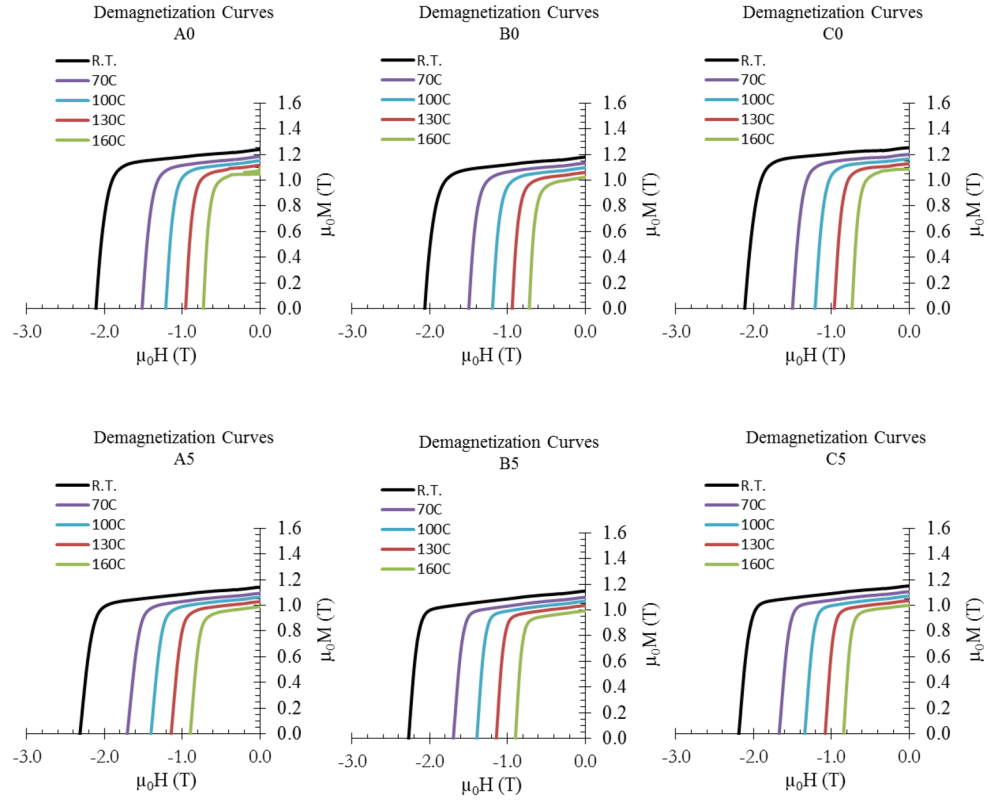 Demagnetization Curves
A0
R.T.
70C
100C
130C
160C
1.6
1.4
1.2
1.0
0.8
0.6
0.4
0.2
0.0
µ₀M (T)
-3.0 -2.0 -1.0 0.0
µ₀H (T)
Demagnetization Curves
B0
R.T.
70C
100C
130C
160C
1.6
1.4
1.2
1.0
0.8
0.6
0.4
0.2
0.0
µ₀M (T)
-3.0 -2.0 -1.0 0.0
µ₀H (T)
Demagnetization Curves
C0
R.T.
70C
100C
130C
160C
1.6
1.4
1.2
1.0
0.8
0.6
0.4
0.2
0.0
µ₀M (T)
-3.0 -2.0 -1.0 0.0
µ₀H (T)
Demagnetization Curves
A5
R.T.
70C
100C
130C
160C
1.6
1.4
1.2
1.0
0.8
0.6
0.4
0.2
0.0
µ₀M (T)
-3.0 -2.0 -1.0 0.0
µ₀H (T)
Demagnetization Curves
B5
R.T.
70C
100C
130C
160C
1.6
1.4
1.2
1.0
0.8
0.6
0.4
0.2
0.0
µ₀M (T)
-3.0 -2.0 -1.0 0.0
µ₀H (T)
Demagnetization Curves
C5
R.T.
70C
100C
130C
160C
1.6
1.4
1.2
1.0
0.8
0.6
0.4
0.2
0.0
µ₀M (T)
-3.0 -2.0 -1.0 0.0
µ₀H (T)